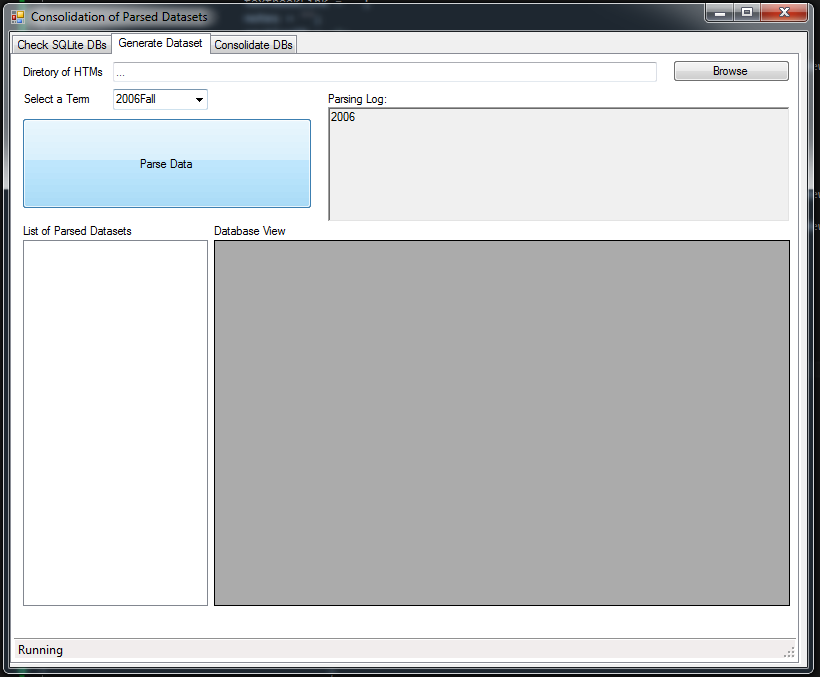 Consolidation of Parsed Datasets
Check SQLite DBs Generate Dataset Consolidate DBs
Diretory of HTMs ... Browse
Select a Term 2006Fall Parsing Log:
2006
Parse Data
List of Parsed Datasets Database View
Running